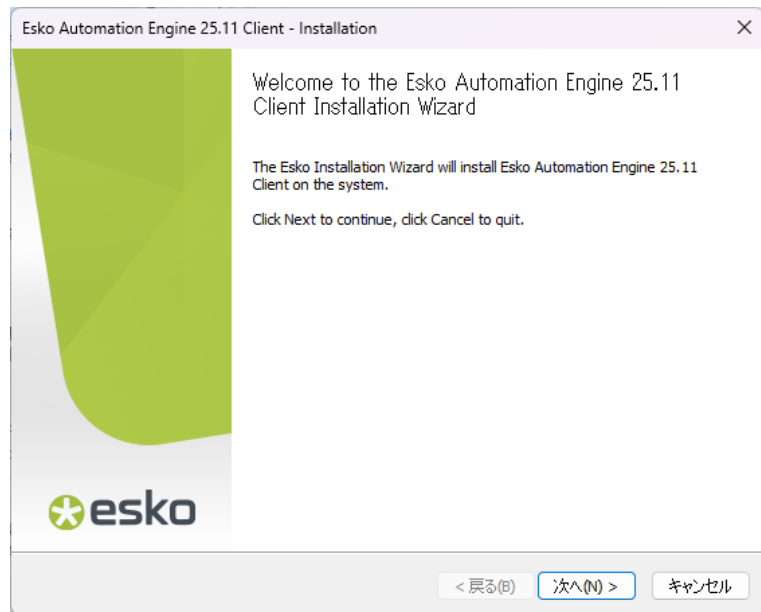 Esko Automation Engine 25.11 Client - Installation
Welcome to the Esko Automation Engine 25.11
Client Installation Wizard
The Esko Installation Wizard will install Esko Automation Engine 25.11
Client on the system.
Click Next to continue, click Cancel to quit.
esko
< 戻る(B)
次へ(N) >
キャンセル